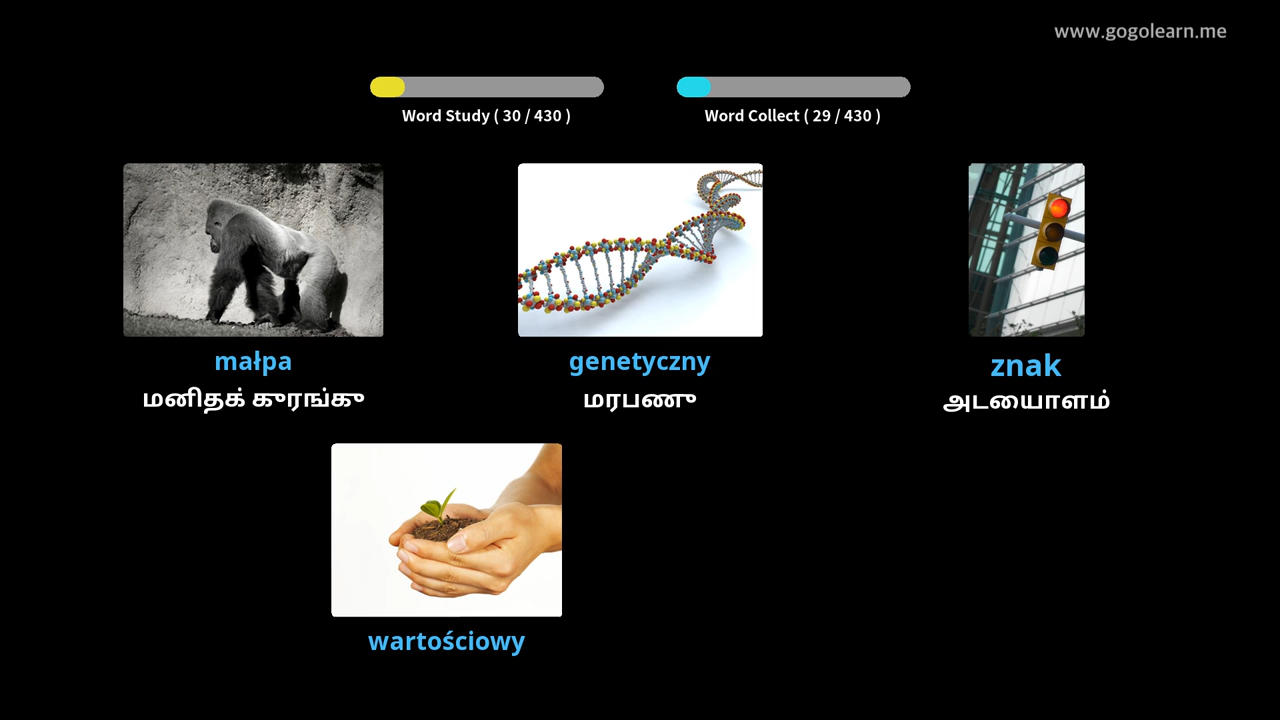 www.gogolearn.me
Word Study ( 30 / 430 )
Word Collect ( 29 / 430 )
małpa
மனிதக் குரங்கு
genetyczny
மரபணு
znak
அடையாளம்
wartościowy